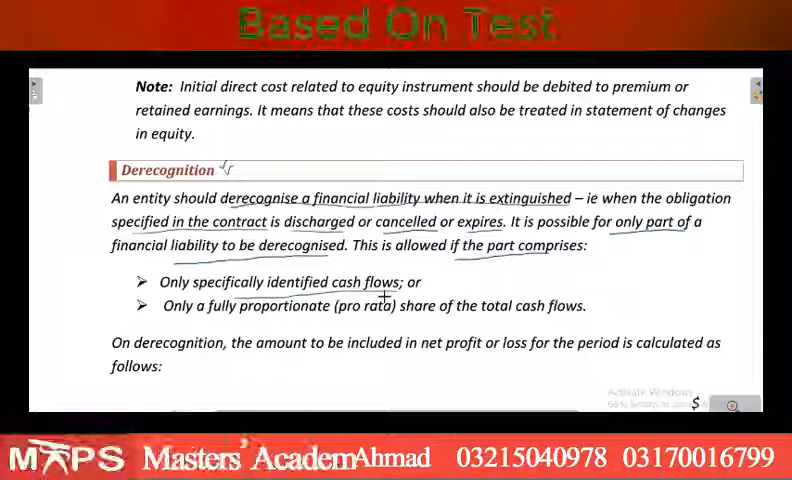 Based On Test
Note: Initial direct cost related to equity instrument should be debited to premium or
retained earnings. It means that these costs should also be treated in statement of changes
in equity.
Derecognition
An entity should derecognise a financial liability when it is extinguished – ie when the obligation
specified in the contract is discharged or cancelled or expires. It is possible for only part of a
financial liability to be derecognised. This is allowed if the part comprises:
➢ Only specifically identified cash flows; or
➢ Only a fully proportionate (pro rata) share of the total cash flows.
On derecognition, the amount to be included in net profit or loss for the period is calculated as
follows:
Activate Windows
$
MAPS Masters' Academ Ahmad 03215040978 03170016799